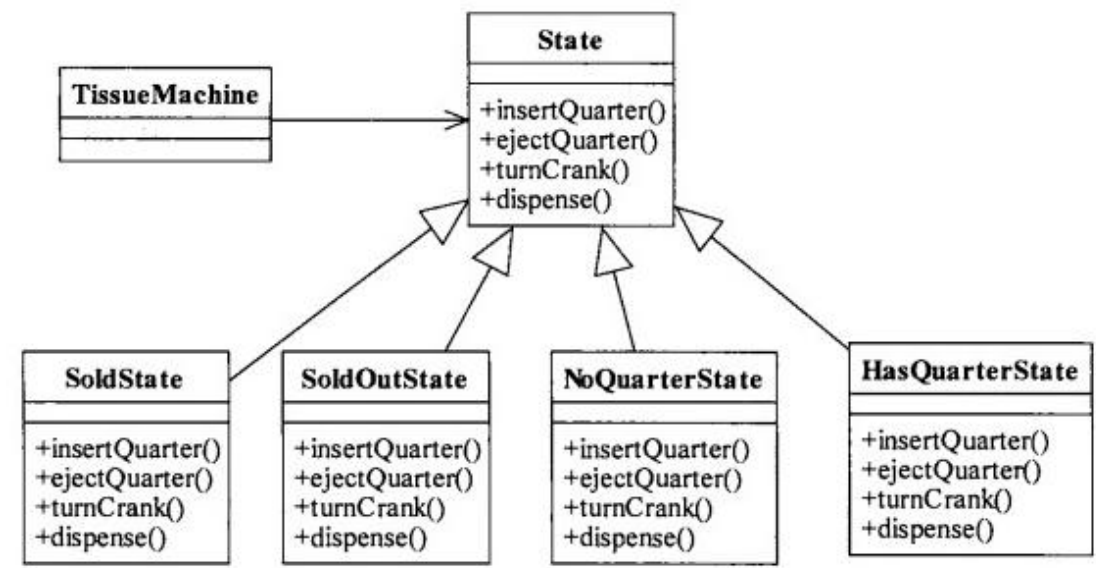 State
+insertQuarter()
+ejectQuarter()
+turnCrank()
+dispense()
TissueMachine
SoldState
+insertQuarter()
+ejectQuarter()
+turnCrank()
+dispense()
SoldOutState
+insertQuarter()
+ejectQuarter()
+turnCrank()
+dispense()
NoQuarterState
+insertQuarter()
+ejectQuarter()
+turnCrank()
+dispense()
HasQuarterState
+insertQuarter()
+ejectQuarter()
+turnCrank()
+dispense()